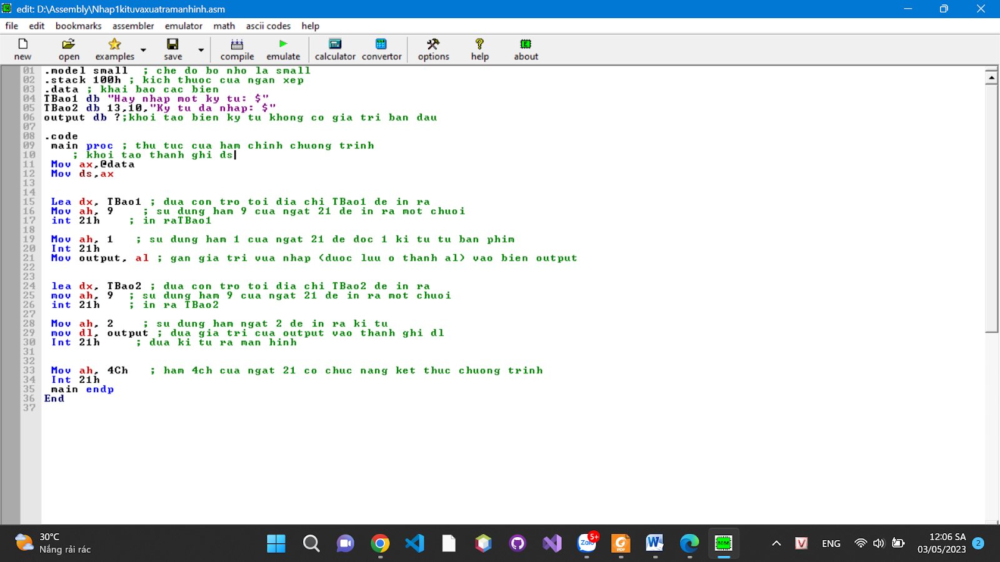 edit: D:\Assembly\Nhap1kituvaxuatramanhinh.asm
file edit bookmarks assembler emulator math ascii codes help
new open examples save compile emulate calculator convertor options help about
01 .model small ; che do bo nho la small
02 .stack 100h ; kich thuoc cua ngan xep
03 .data ; khai bao cac bien
04 TBao1 db "Hay nhap mot ky tu: $"
05 TBao2 db 13,10,"Ky tu da nhap: $"
06 output db ?;khoi tao bien ky tu khong co gia tri ban dau
07
08 .code
09 main proc ; thu tuc cua ham chinh chuong trinh
10 ; khoi tao thanh ghi ds
11 Mov ax,@data
12 Mov ds,ax
13
14
15 Lea dx, TBao1 ; dua con tro toi dia chi TBao1 de in ra
16 Mov ah, 9 ; su dung ham 9 cua ngat 21 de in ra mot chuoi
17 int 21h ; in raTBao1
18
19 Mov ah, 1 ; su dung ham 1 cua ngat 21 de doc 1 ki tu tu ban phim
20 Int 21h
21 Mov output, al ; gan gia tri vua nhap (duoc luu o thanh al) vao bien output
22
23
24 lea dx, TBao2 ; dua con tro toi dia chi TBao2 de in ra
25 mov ah, 9 ; su dung ham 9 cua ngat 21 de in ra mot chuoi
26 int 21h ; in ra TBao2
27
28 Mov ah, 2 ; su dung ham ngat 2 de in ra ki tu
29 mov dl, output ; dua gia tri cua output vao thanh ghi dl
30 Int 21h ; dua ki tu ra man hinh
31
32
33 Mov ah, 4Ch ; ham 4ch cua ngat 21 co chuc nang ket thuc chuong trinh
34 Int 21h
35 main endp
36 End
37
30°C
Nắng rải rác
5+
Zalo
PDF
W
8086
V
ENG
12:06 SA
03/05/2023
2